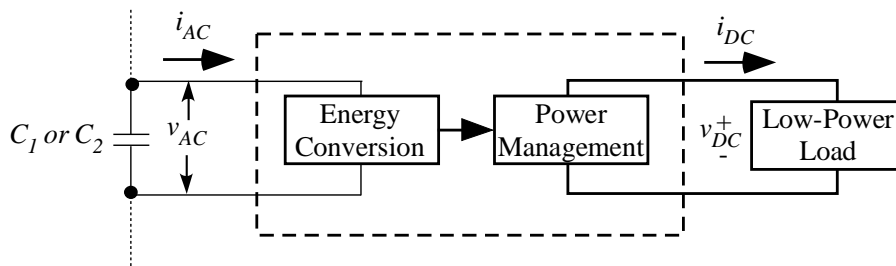 i_AC
i_DC
C_1 or C_2
v_AC
Energy
Conversion
Power
Management
+
v_DC
-
Low-Power
Load